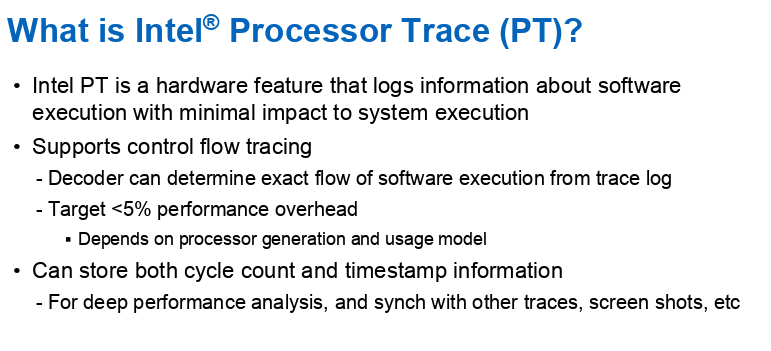 What is Intel® Processor Trace (PT)?
• Intel PT is a hardware feature that logs information about software
execution with minimal impact to system execution
• Supports control flow tracing
- Decoder can determine exact flow of software execution from trace log
- Target <5% performance overhead
▪ Depends on processor generation and usage model
• Can store both cycle count and timestamp information
- For deep performance analysis, and synch with other traces, screen shots, etc